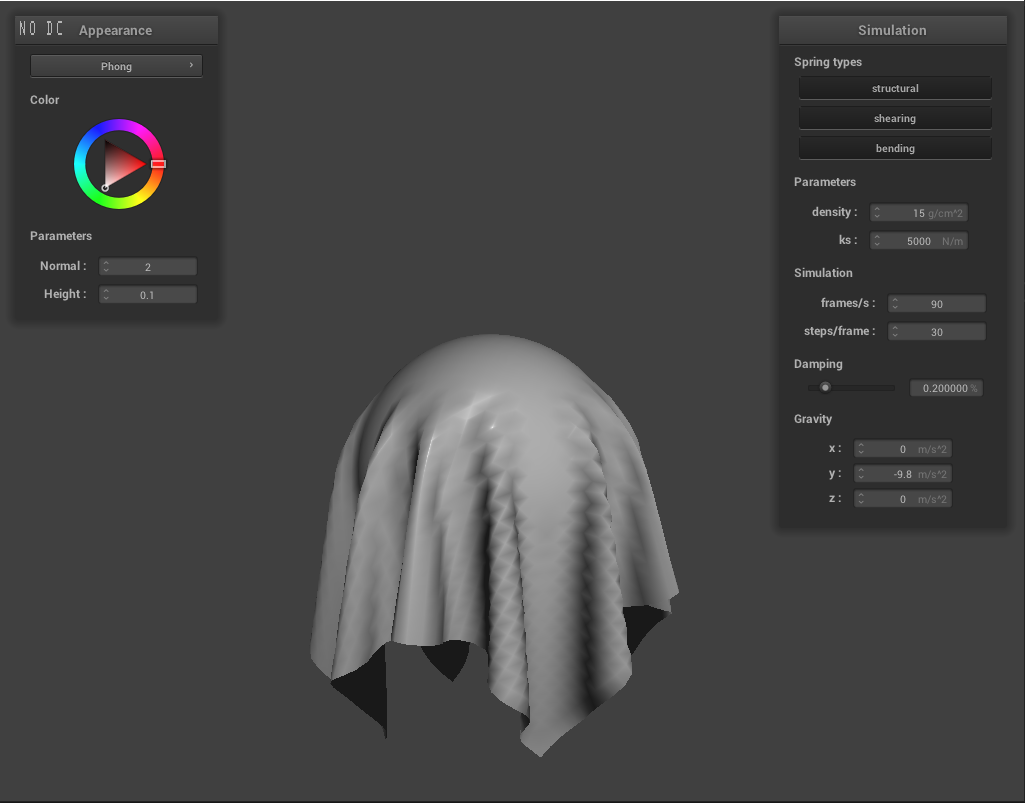 NO DC
Appearance
Phong
Color
Parameters
Normal : 2
Height : 0.1
Simulation
Spring types
structural
shearing
bending
Parameters
density : 15 g/cm^2
ks : 5000 N/m
Simulation
frames/s : 90
steps/frame : 30
Damping
0.200000 %
Gravity
x : 0 m/s^2
y : -9.8 m/s^2
z : 0 m/s^2